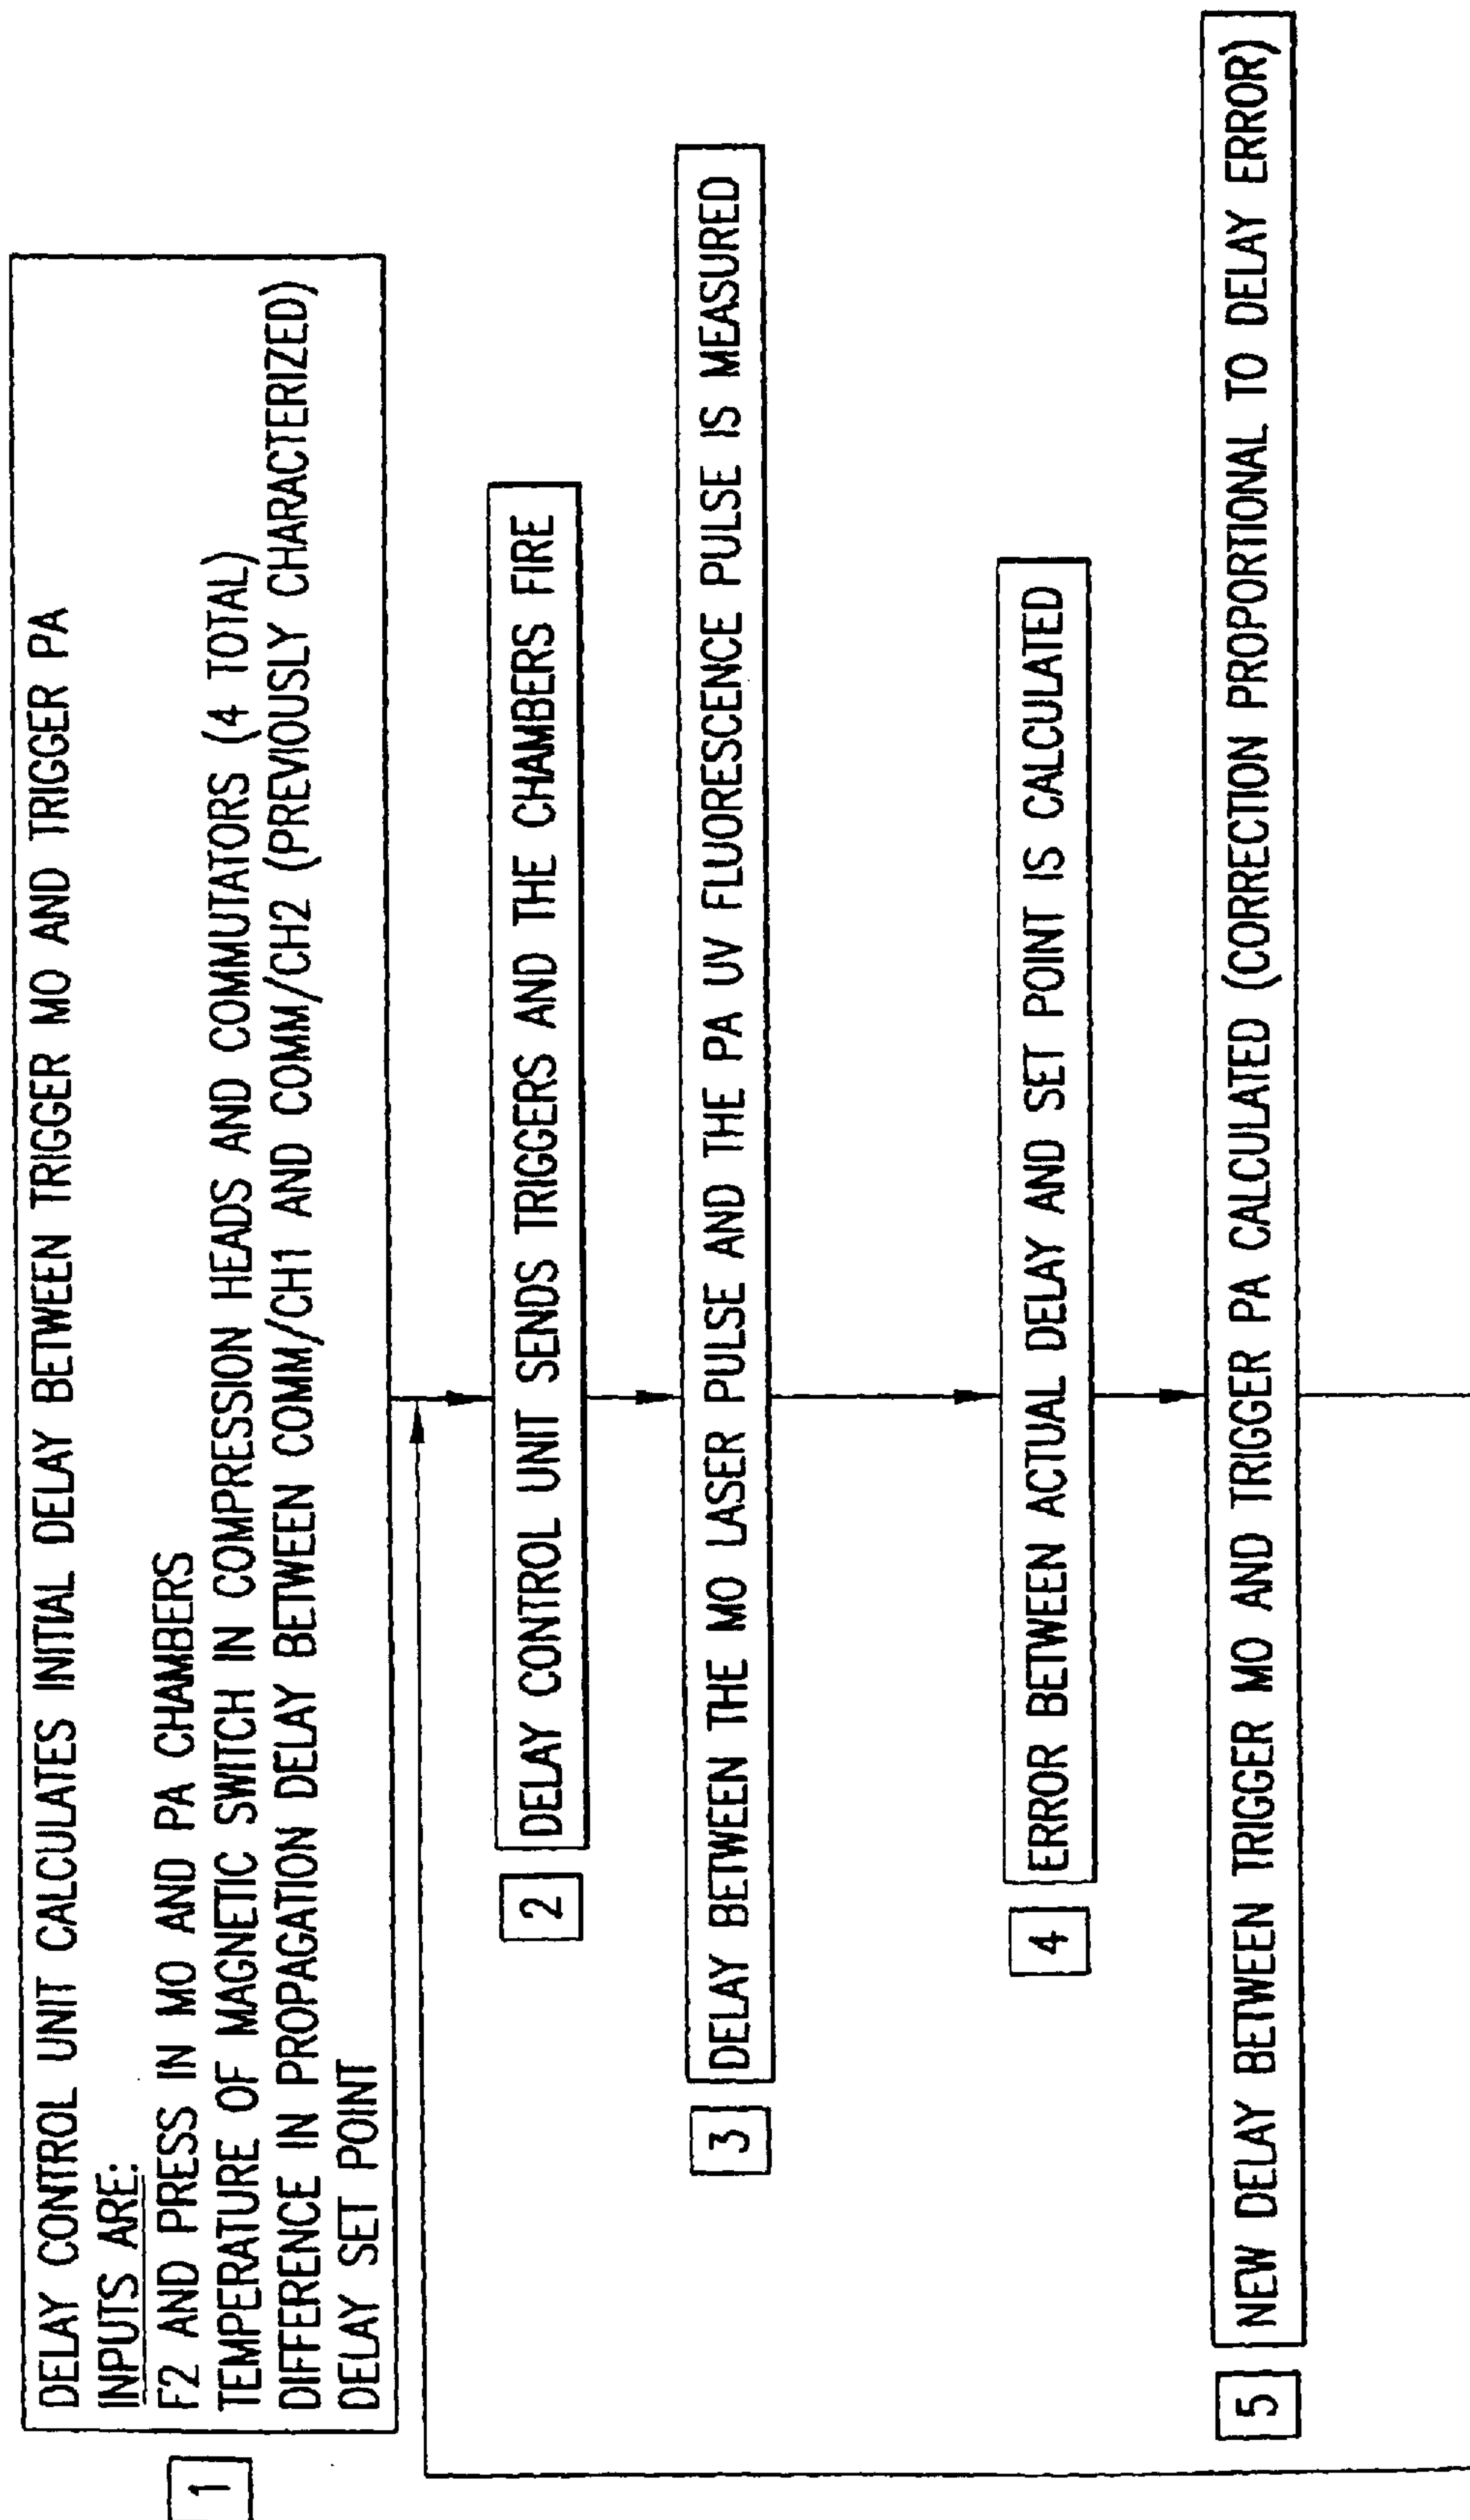 1
DELAY CONTROL UNIT CALCULATES INITIAL DELAY BETWEEN TRIGGER MO AND TRIGGER PA
INPUTS ARE:
F2 AND PRESS IN MO AND PA CHAMBERS
TEMPERATURE OF MAGNETIC SWITCH IN COMPRESSION HEADS AND COMMUTATORS (4 TOTAL)
DIFFERENCE IN PROPAGATION DELAY BETWEEN COMM/CH1 AND COMM/CH2 (PREVIOUSLY CHARACTERIZED)
DELAY SET POINT
2
DELAY CONTROL UNIT SENDS TRIGGERS AND THE CHAMBERS FIRE
3
DELAY BETWEEN THE MO LASER PULSE AND THE PA UV FLUORESCENCE PULSE IS MEASURED
4
ERROR BETWEEN ACTUAL DELAY AND SET POINT IS CALCULATED
5
NEW DELAY BETWEEN TRIGGER MO AND TRIGGER PA CALCULATED (CORRECTION PROPORTIONAL TO DELAY ERROR)